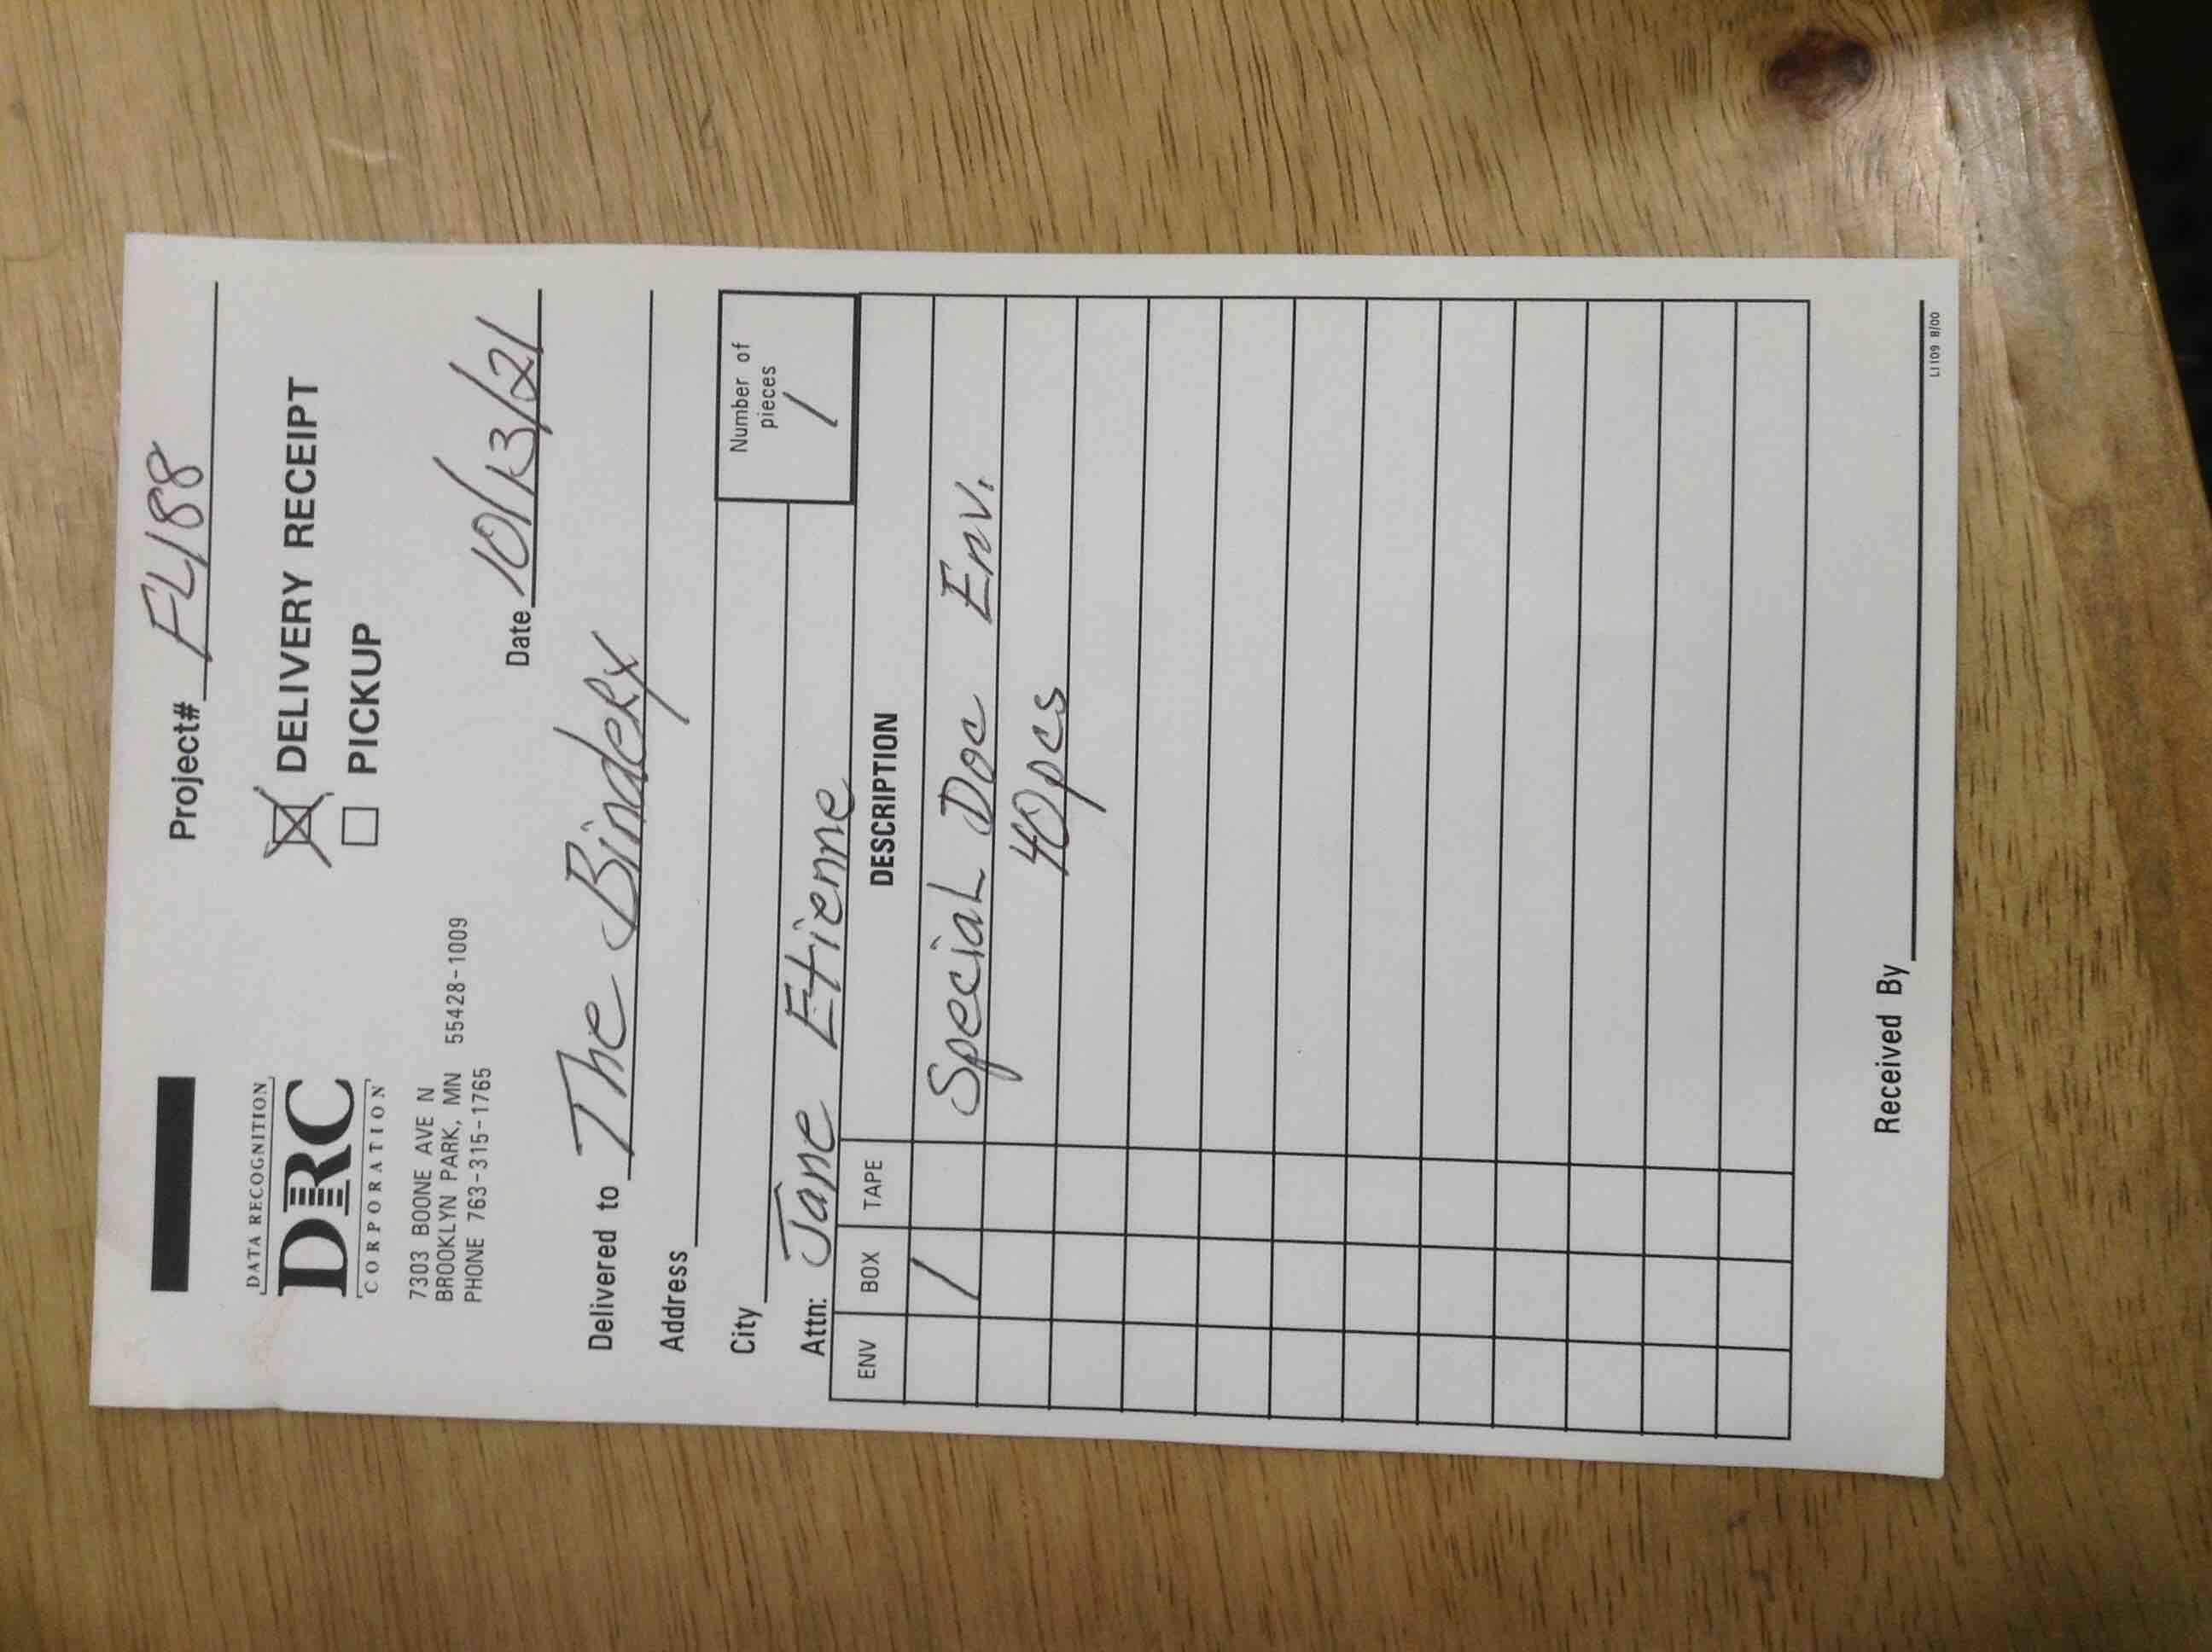 Project# FL188
DATA RECOGNITION
DRC
CORPORATION
☒ DELIVERY RECEIPT
☐ PICKUP
7303 BOONE AVE N
BROOKLYN PARK, MN 55428-1009
PHONE 763-315-1765
Date 10/13/21
Delivered to The Bindery
Address
City
Number of
pieces
1
Attn: Jane Etienne
ENV BOX TAPE DESCRIPTION
1 Special Doc Env.
40pcs
Received By
L1109 8/00